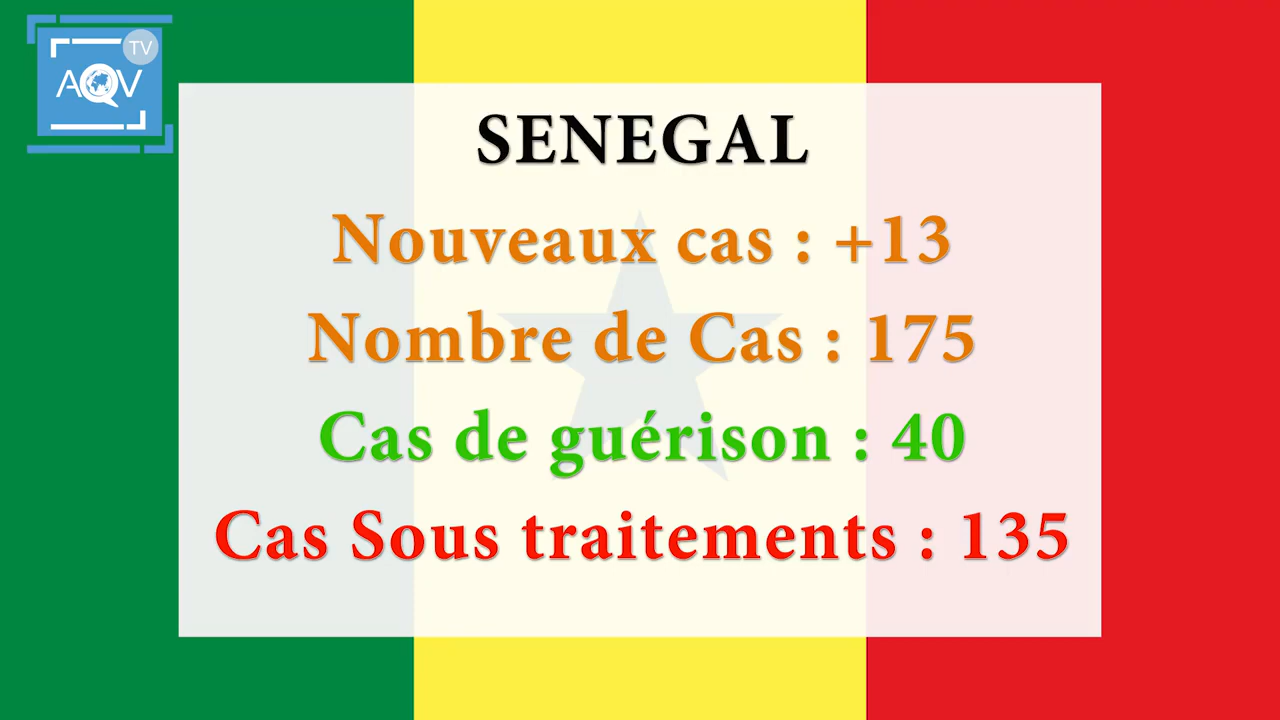 TV
AQV
SENEGAL
Nouveaux cas : +13
Nombre de Cas : 175
Cas de guérison : 40
Cas Sous traitements : 135